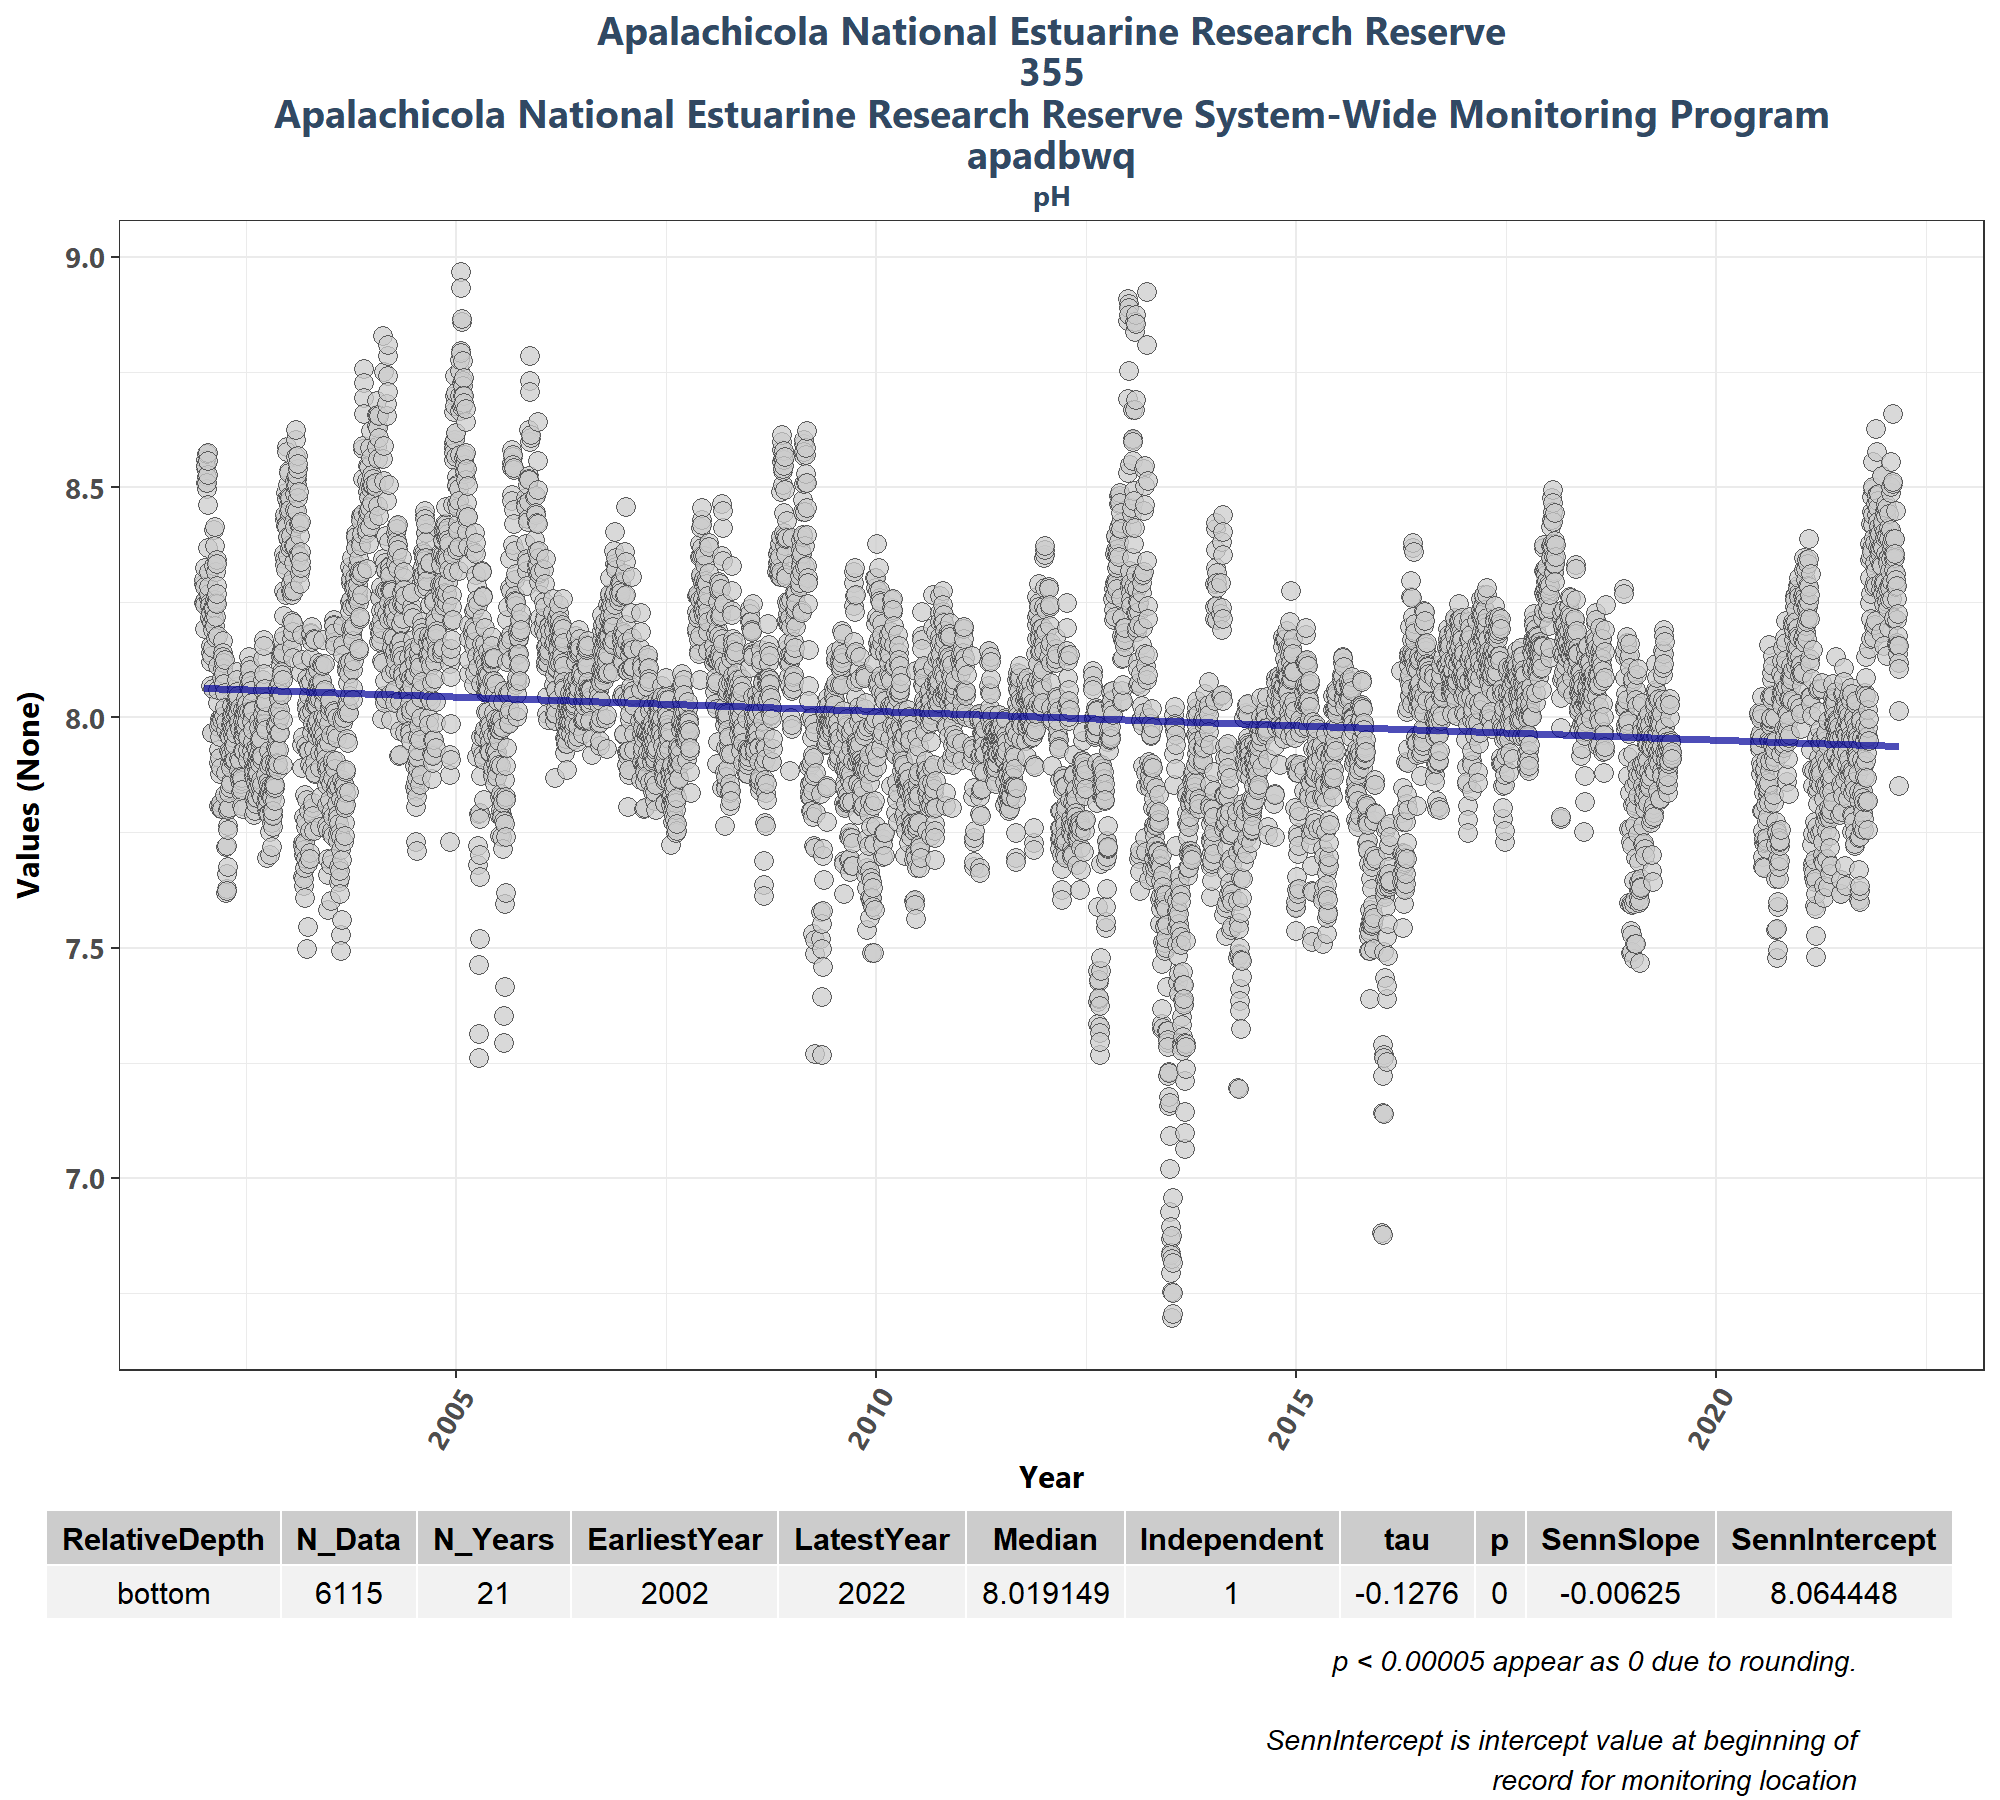 Apalachicola National Estuarine Research Reserve
355
Apalachicola National Estuarine Research Reserve System-Wide Monitoring Program
apadbwq
pH
9.0
8.5
8.0
7.5
7.0
Values (None)
2005 2010 2015 2020
Year
RelativeDepth N_Data N_Years EarliestYear LatestYear Median Independent tau p SennSlope SennIntercept
bottom 6115 21 2002 2022 8.019149 1 -0.1276 0 -0.00625 8.064448
p < 0.00005 appear as 0 due to rounding.
SennIntercept is intercept value at beginning of
record for monitoring location